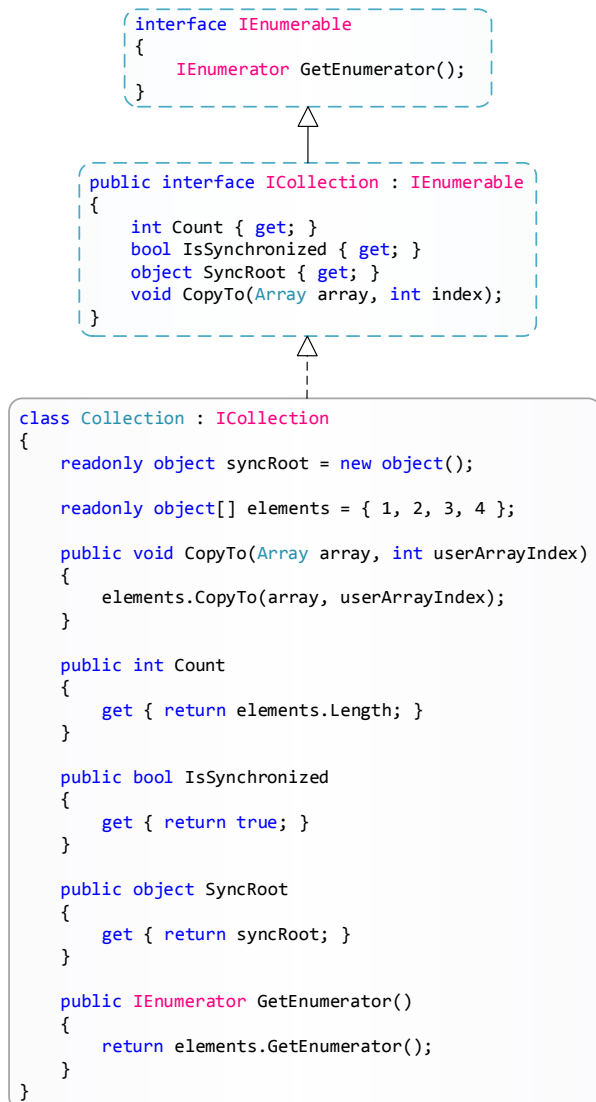 interface IEnumerable
{
    IEnumerator GetEnumerator();
}
public interface ICollection : IEnumerable
{
    int Count { get; }
    bool IsSynchronized { get; }
    object SyncRoot { get; }
    void CopyTo(Array array, int index);
}
class Collection : ICollection
{
    readonly object syncRoot = new object();
    readonly object[] elements = { 1, 2, 3, 4 };
    public void CopyTo(Array array, int userArrayIndex)
    {
        elements.CopyTo(array, userArrayIndex);
    }
    public int Count
    {
        get { return elements.Length; }
    }
    public bool IsSynchronized
    {
        get { return true; }
    }
    public object SyncRoot
    {
        get { return syncRoot; }
    }
    public IEnumerator GetEnumerator()
    {
        return elements.GetEnumerator();
    }
}